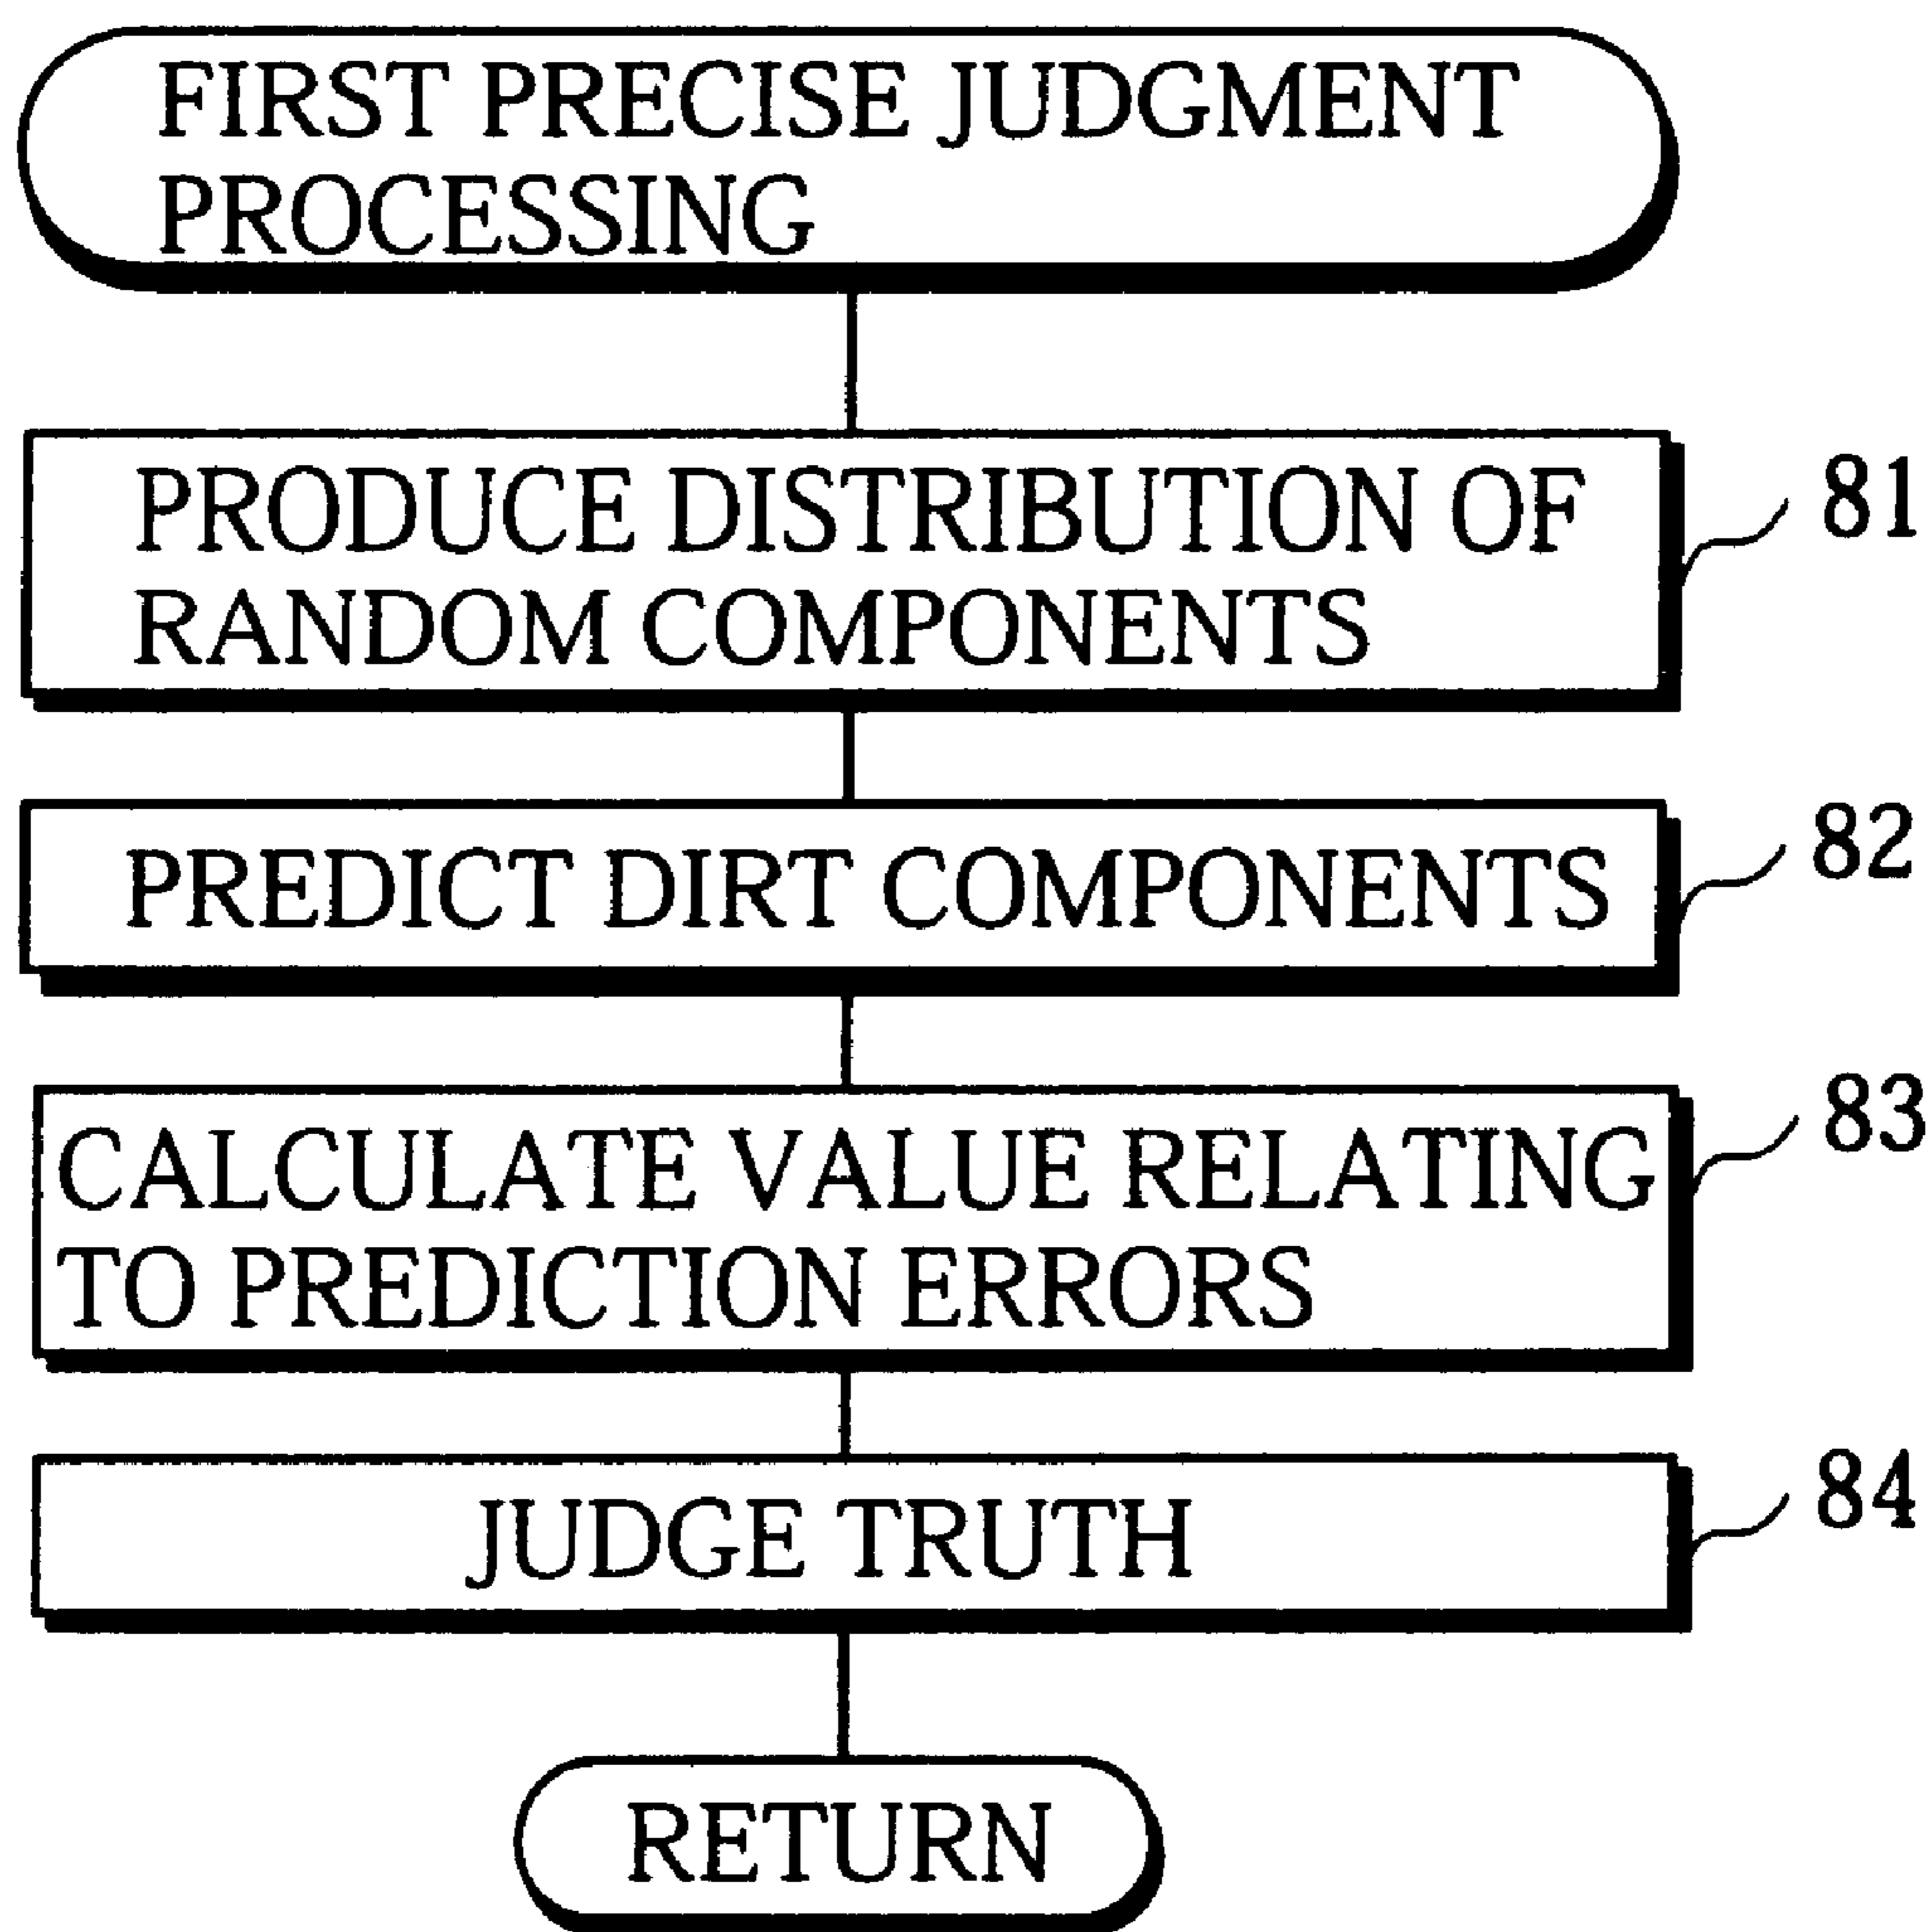 FIRST PRECISE JUDGMENT
PROCESSING
PRODUCE DISTRIBUTION OF
RANDOM COMPONENTS
81
PREDICT DIRT COMPONENTS
82
CALCULATE VALUE RELATING
TO PREDICTION ERRORS
83
JUDGE TRUTH
84
RETURN